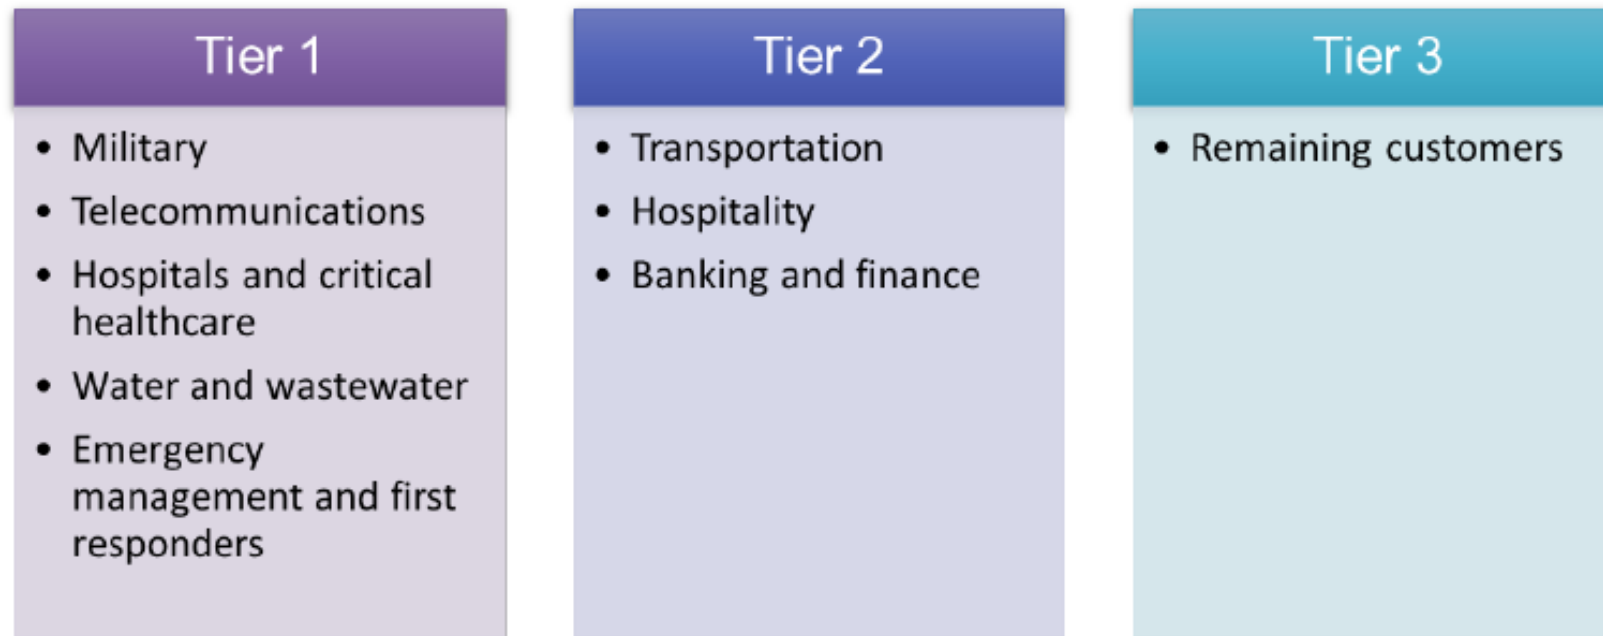 Tier 1
• Military
• Telecommunications
• Hospitals and critical
healthcare
• Water and wastewater
• Emergency
management and first
responders
Tier 2
• Transportation
• Hospitality
• Banking and finance
Tier 3
• Remaining customers